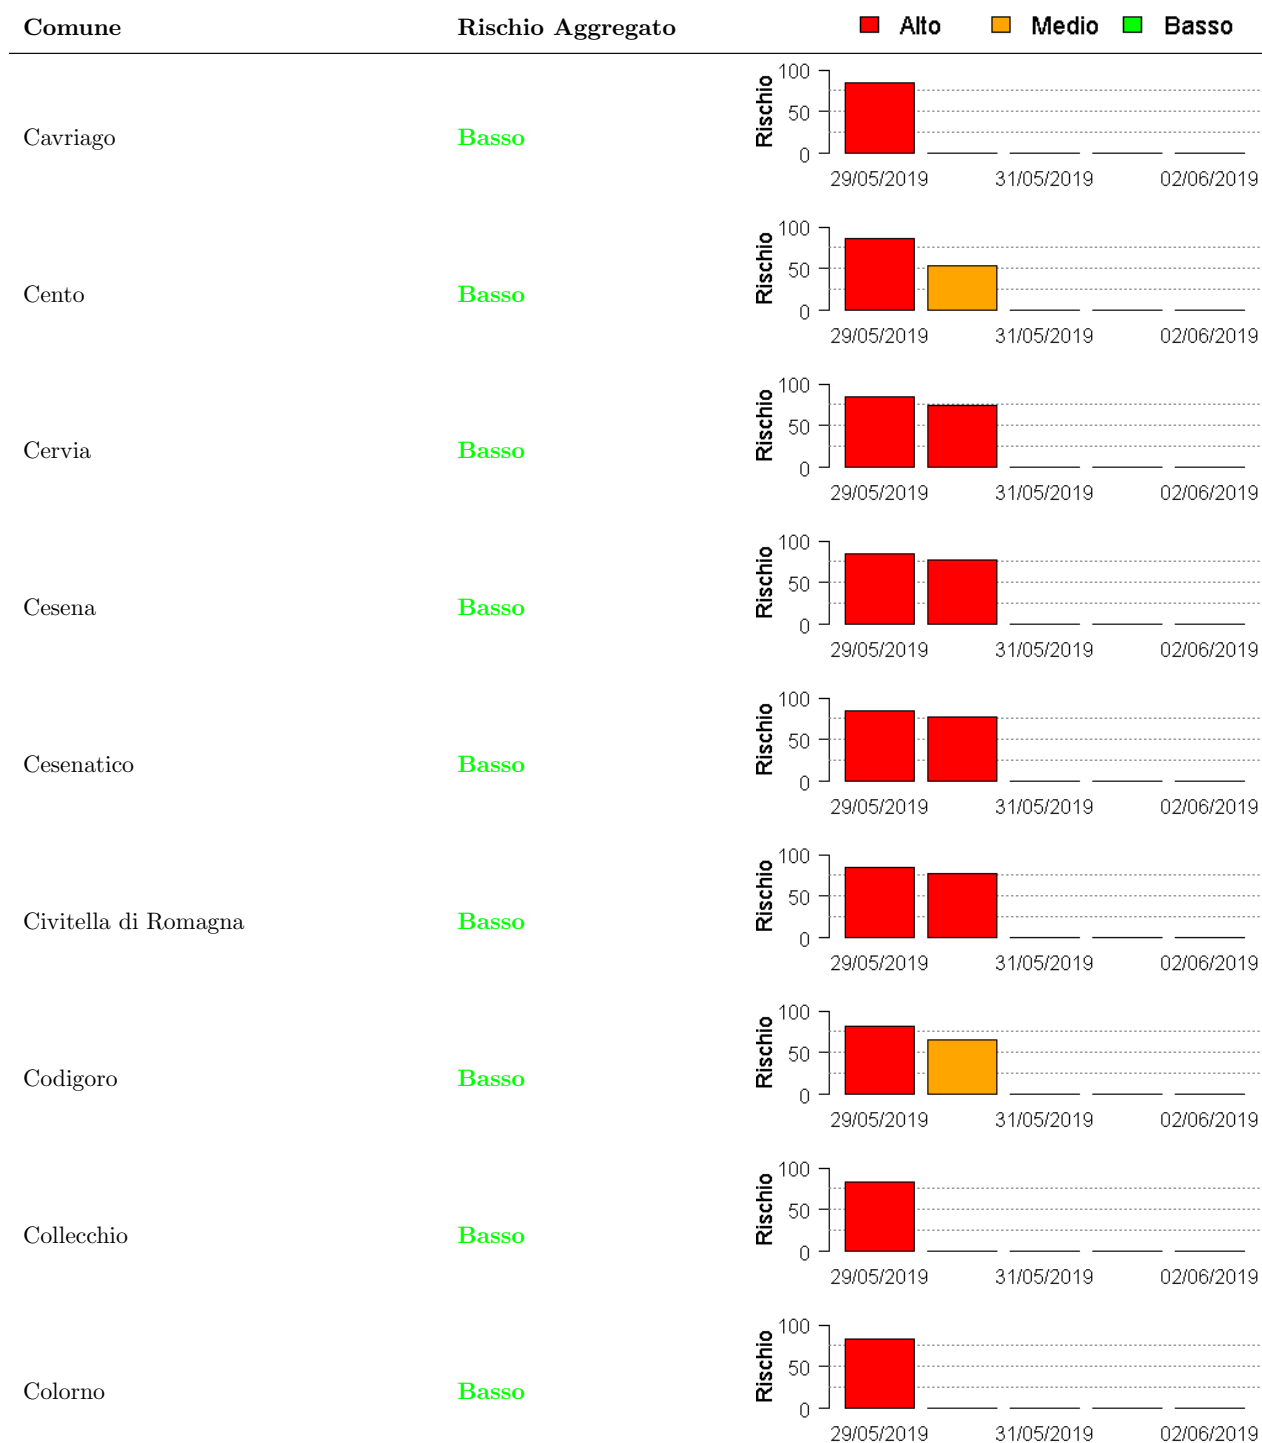 Comune Rischio Aggregato Alto Medio Basso
100
50
0
Rischio
Cavriago Basso
29/05/2019 31/05/2019 02/06/2019
100
50
0
Rischio
Cento Basso
29/05/2019 31/05/2019 02/06/2019
100
50
0
Rischio
Cervia Basso
29/05/2019 31/05/2019 02/06/2019
100
50
0
Rischio
Cesena Basso
29/05/2019 31/05/2019 02/06/2019
100
50
0
Rischio
Cesenatico Basso
29/05/2019 31/05/2019 02/06/2019
100
50
0
Rischio
Civitella di Romagna Basso
29/05/2019 31/05/2019 02/06/2019
100
50
0
Rischio
Codigoro Basso
29/05/2019 31/05/2019 02/06/2019
100
50
0
Rischio
Collecchio Basso
29/05/2019 31/05/2019 02/06/2019
100
50
0
Rischio
Colorno Basso
29/05/2019 31/05/2019 02/06/2019